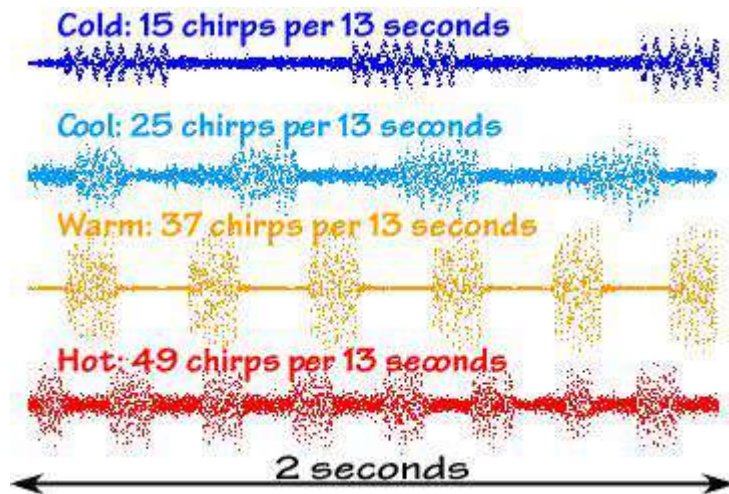 Cold: 15 chirps per 13 seconds
Cool: 25 chirps per 13 seconds
Warm: 37 chirps per 13 seconds
Hot: 49 chirps per 13 seconds
2 seconds